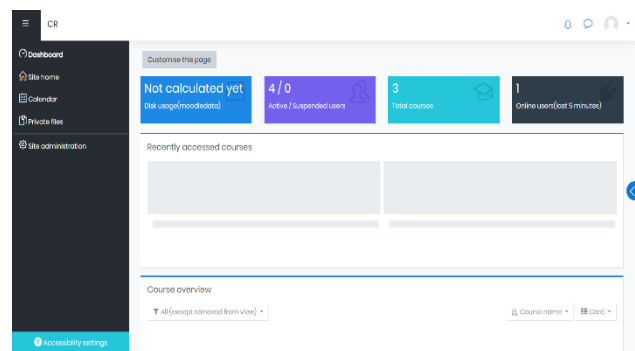 CR
Dashboard
Site home
Calendar
Private files
Site administration
Accessibility settings
Customise this page
Not calculated yet
Disk usage(moodledata)
4 / 0
Active / Suspended users
3
Total courses
1
Online users(last 5 minutes)
Recently accessed courses
Course overview
All (except removed from view)
Course name
Card